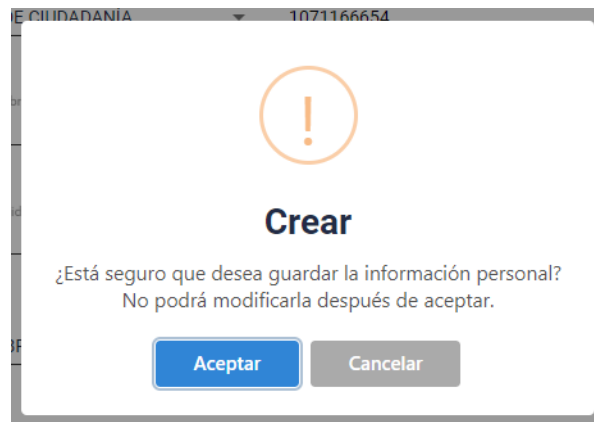 DE CIUDADANÍA 1071166654
!
Crear
¿Está seguro que desea guardar la información personal?
No podrá modificarla después de aceptar.
Aceptar Cancelar